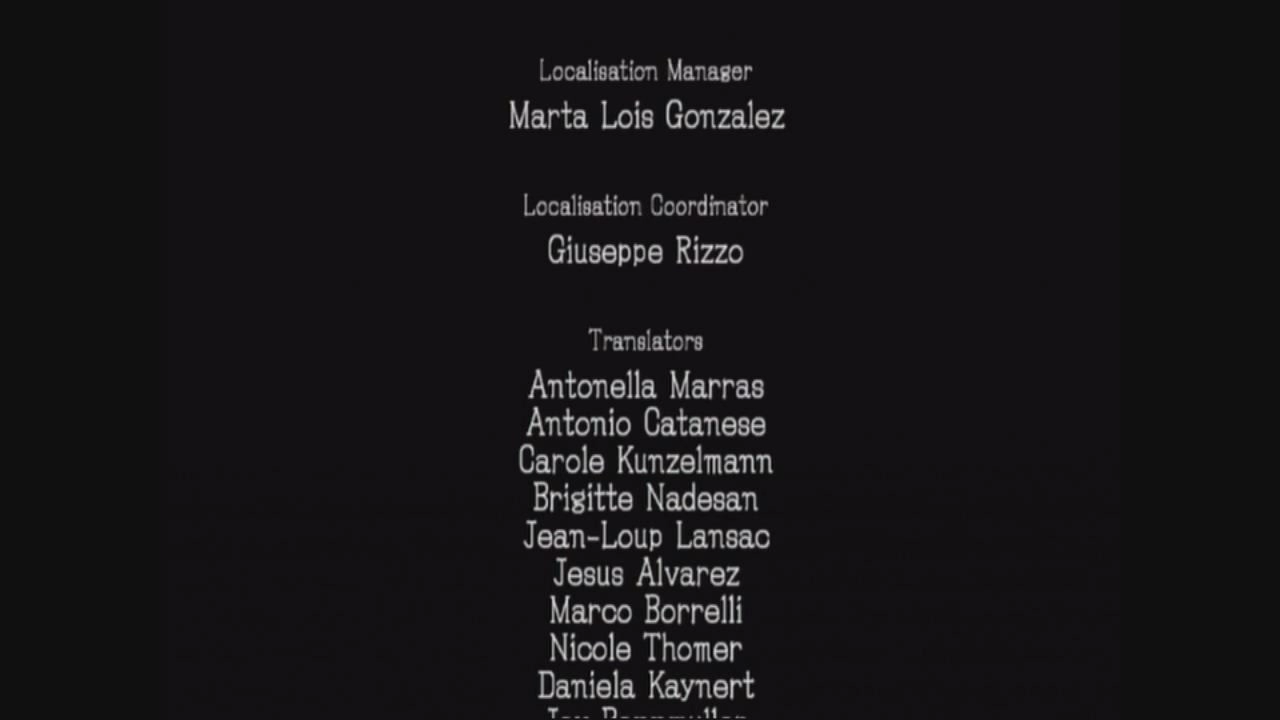 Localisation Manager
Marta Lois Gonzalez
Localisation Coordinator
Giuseppe Rizzo
Translators
Antonella Marras
Antonio Catanese
Carole Kunzelmann
Brigitte Nadesan
Jean-Loup Lansac
Jesus Alvarez
Marco Borrelli
Nicole Thomer
Daniela Kaynert